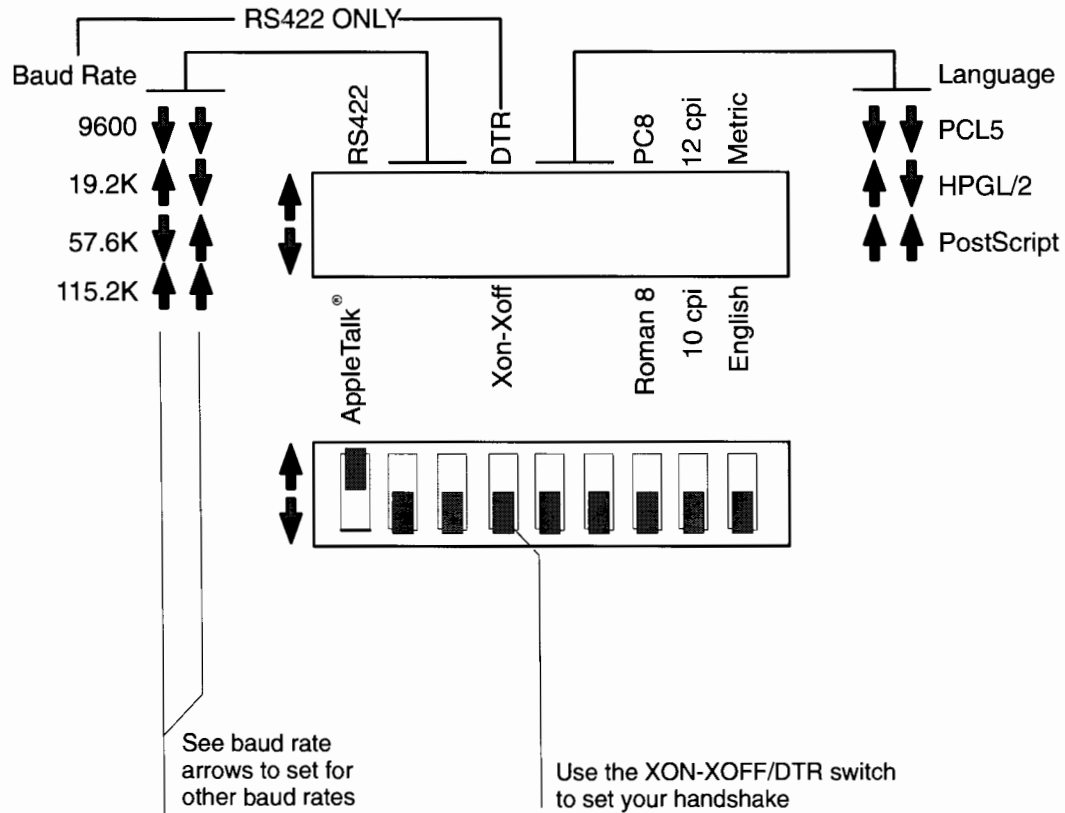 RS422 ONLY
Baud Rate
9600
19.2K
57.6K
115.2K
RS422
DTR
PC8
12 cpi
Metric
Language
PCL5
HPGL/2
PostScript
AppleTalk®
Xon-Xoff
Roman 8
10 cpi
English
See baud rate
arrows to set for
other baud rates
Use the XON-XOFF/DTR switch
to set your handshake